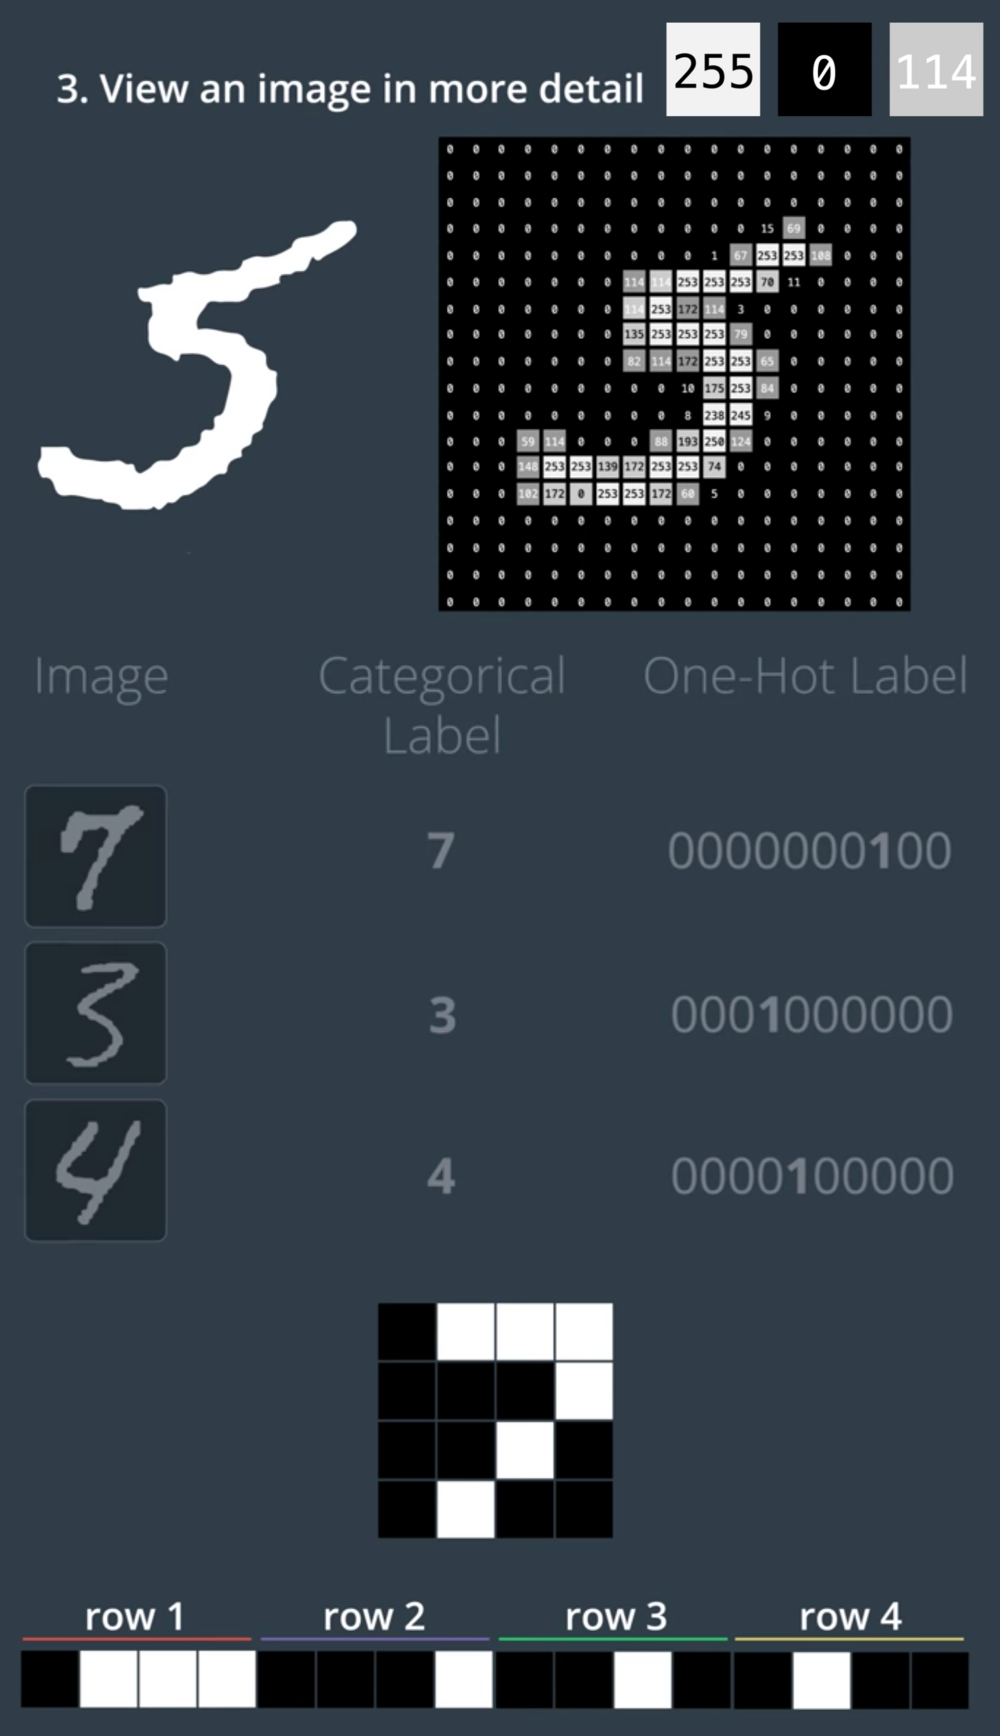 3. View an image in more detail 255 0 114
0 0 0 0 0 0 0 0 0 0 0 0 0 0 0 0 0 0
0 0 0 0 0 0 0 0 0 0 0 0 0 0 0 0 0 0
0 0 0 0 0 0 0 0 0 0 0 0 0 0 0 0 0 0
0 0 0 0 0 0 0 0 0 0 0 0 15 69 0 0 0 0
0 0 0 0 0 0 0 0 0 0 1 67 253 253 108 0 0 0
0 0 0 0 0 0 0 114 114 253 253 253 70 11 0 0 0 0
0 0 0 0 0 0 0 114 253 172 114 3 0 0 0 0 0 0
0 0 0 0 0 0 0 135 253 253 253 79 0 0 0 0 0 0
0 0 0 0 0 0 0 82 114 172 253 253 65 0 0 0 0 0
0 0 0 0 0 0 0 0 0 10 175 253 84 0 0 0 0 0
0 0 0 0 0 0 0 0 0 8 238 245 9 0 0 0 0 0
0 0 0 59 114 0 0 0 88 193 250 124 0 0 0 0 0 0
0 0 0 148 253 253 139 172 253 253 74 0 0 0 0 0 0 0
0 0 0 102 172 0 253 253 172 60 5 0 0 0 0 0 0 0
0 0 0 0 0 0 0 0 0 0 0 0 0 0 0 0 0 0
0 0 0 0 0 0 0 0 0 0 0 0 0 0 0 0 0 0
0 0 0 0 0 0 0 0 0 0 0 0 0 0 0 0 0 0
0 0 0 0 0 0 0 0 0 0 0 0 0 0 0 0 0 0
5
Image Categorical Label One-Hot Label
7 7 0000000100
3 3 0001000000
4 4 0000100000
row 1 row 2 row 3 row 4